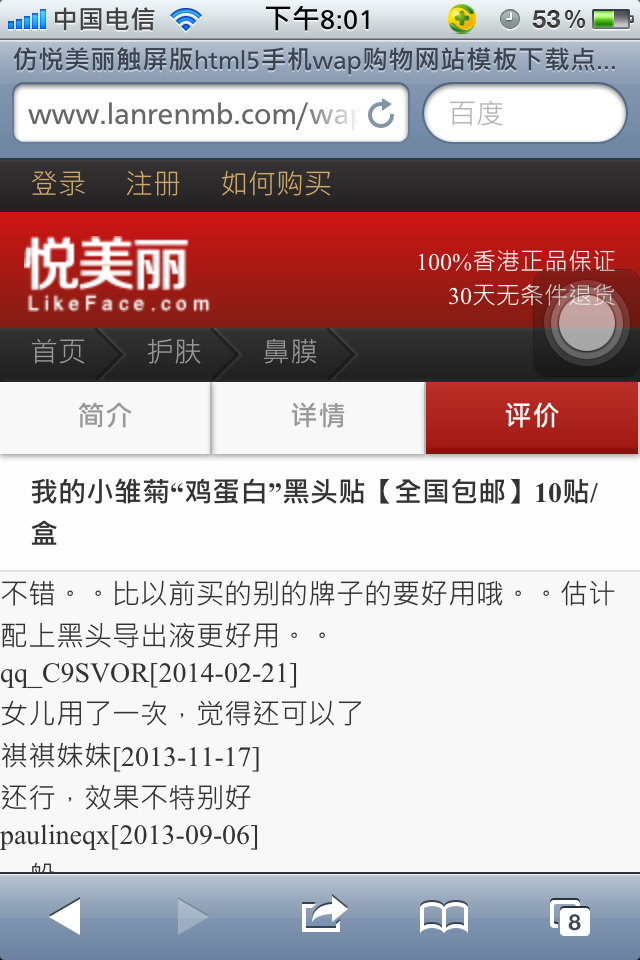 中国电信 下午8:01 53%
仿悦美丽触屏版html5手机wap购物网站模板下载点...
www.lanrenmb.com/wap 百度
登录 注册 如何购买
悦美丽
LikeFace.com
100%香港正品保证
30天无条件退货
首页 护肤 鼻膜
简介 详情 评价
我的小雏菊“鸡蛋白”黑头贴【全国包邮】10贴/
盒
不错。。比以前买的别的牌子的要好用哦。。估计
配上黑头导出液更好用。。
qq_C9SVOR[2014-02-21]
女儿用了一次，觉得还可以了
祺祺妹妹[2013-11-17]
还行，效果不特别好
paulineqx[2013-09-06]
8